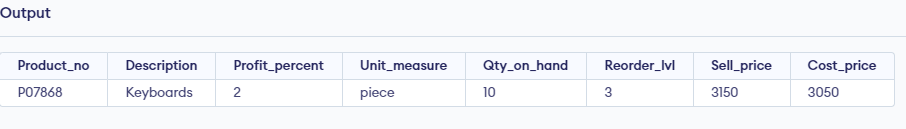 Output
Product_no Description Profit_percent Unit_measure Qty_on_hand Reorder_lvl Sell_price Cost_price
P07868 Keyboards 2 piece 10 3 3150 3050